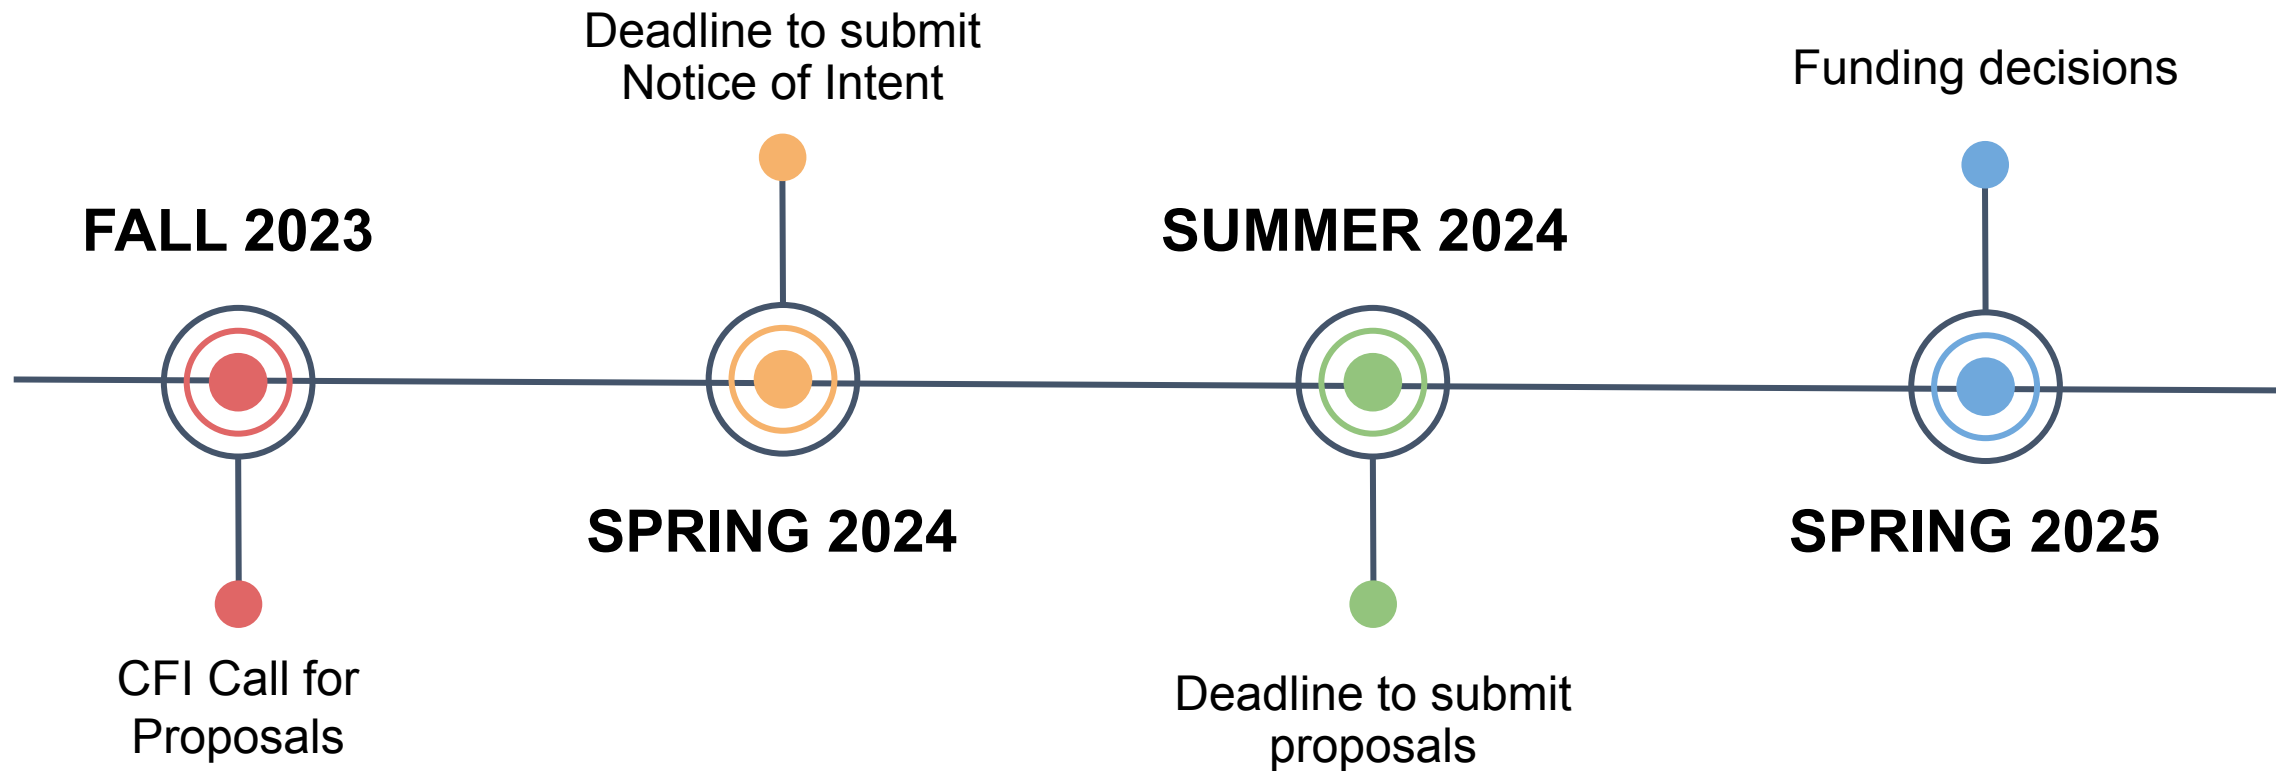 FALL 2023
CFI Call for
Proposals
Deadline to submit
Notice of Intent
SPRING 2024
SUMMER 2024
Deadline to submit
proposals
Funding decisions
SPRING 2025